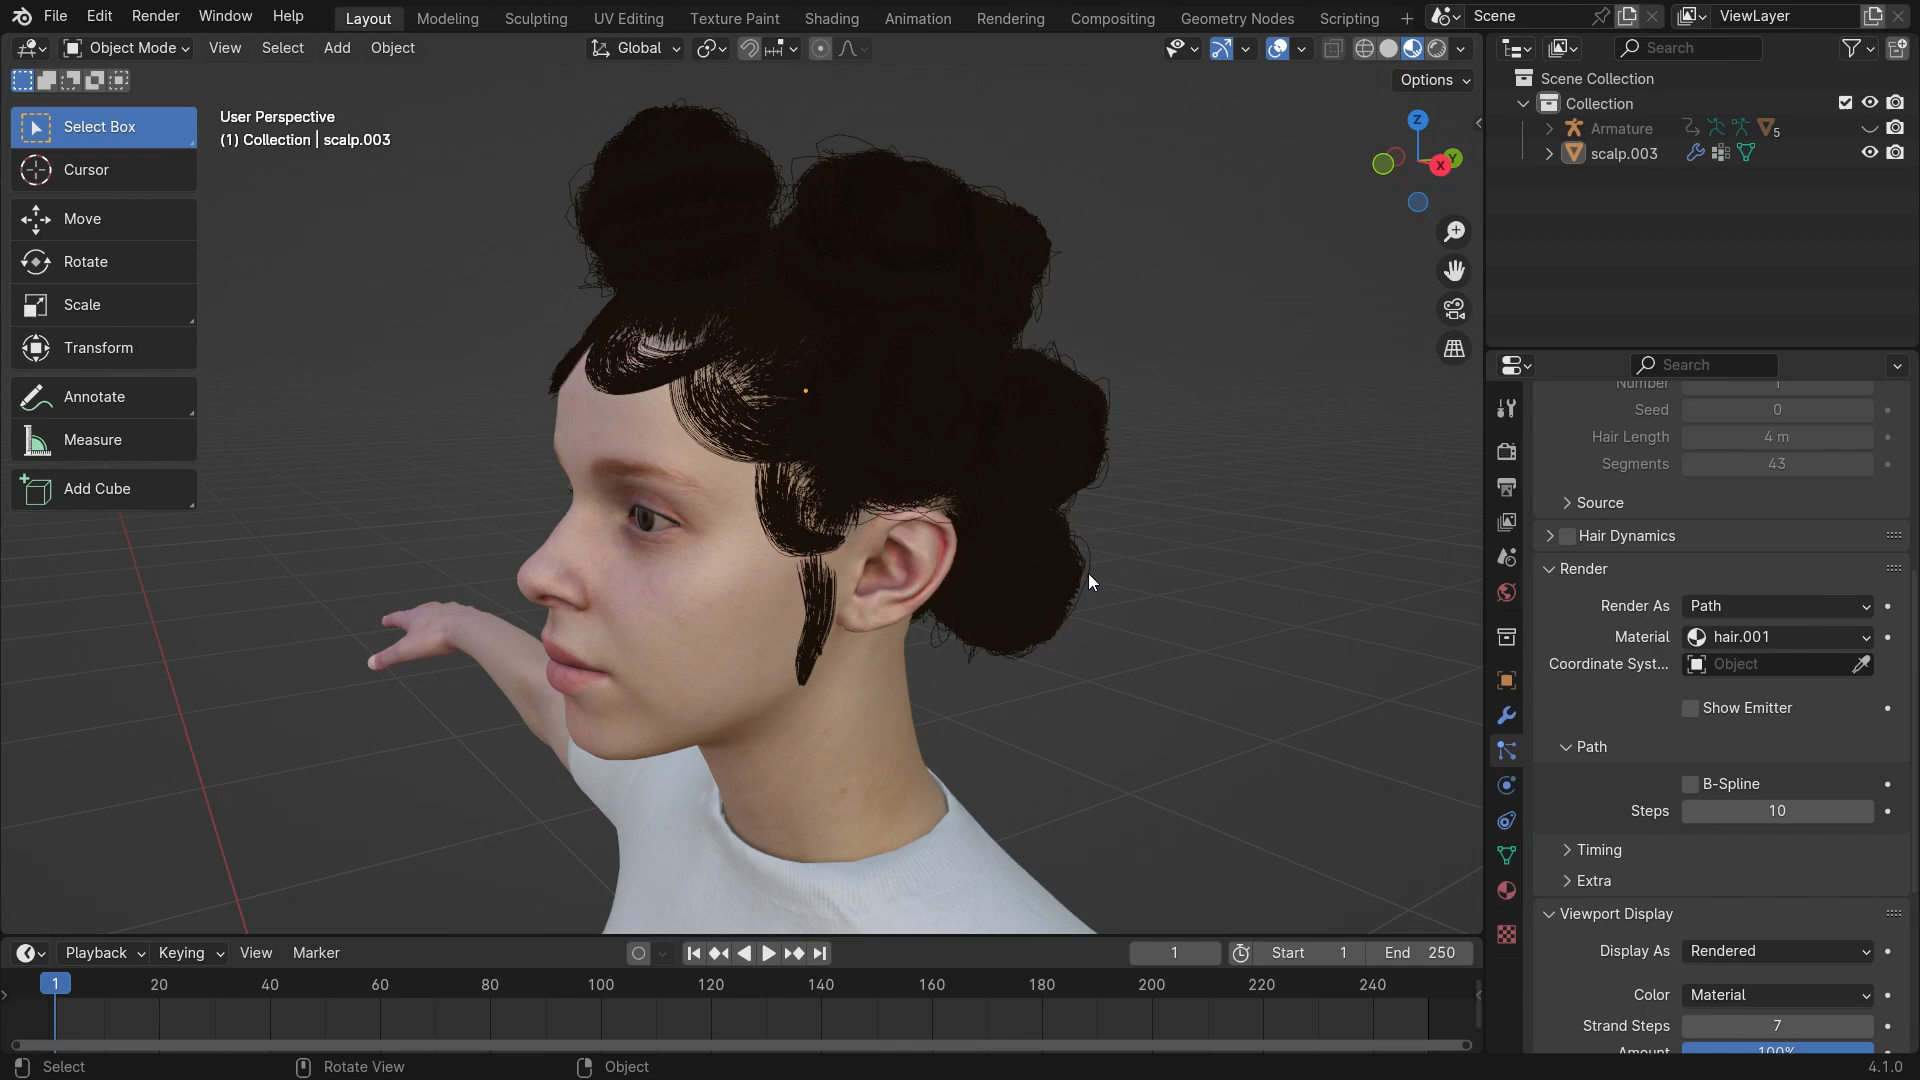 File Edit Render Window Help Layout Modeling Sculpting UV Editing Texture Paint Shading Animation Rendering Compositing Geometry Nodes Scripting + Scene ViewLayer
Object Mode View Select Add Object Global Search
Options
Select Box
Cursor
Move
Rotate
Scale
Transform
Annotate
Measure
Add Cube
User Perspective
(1) Collection | scalp.003
Z
Y
X
Scene Collection
Collection
Armature 5
scalp.003
Search
Number 1
Seed 0
Hair Length 4 m
Segments 43
Source
Hair Dynamics
Render
Render As Path
Material hair.001
Coordinate Syst... Object
Show Emitter
Path
B-Spline
Steps 10
Timing
Extra
Viewport Display
Display As Rendered
Color Material
Strand Steps 7
Amount 100%
Playback Keying View Marker 1 Start 1 End 250
1 20 40 60 80 100 120 140 160 180 200 220 240
Select Rotate View Object 4.1.0